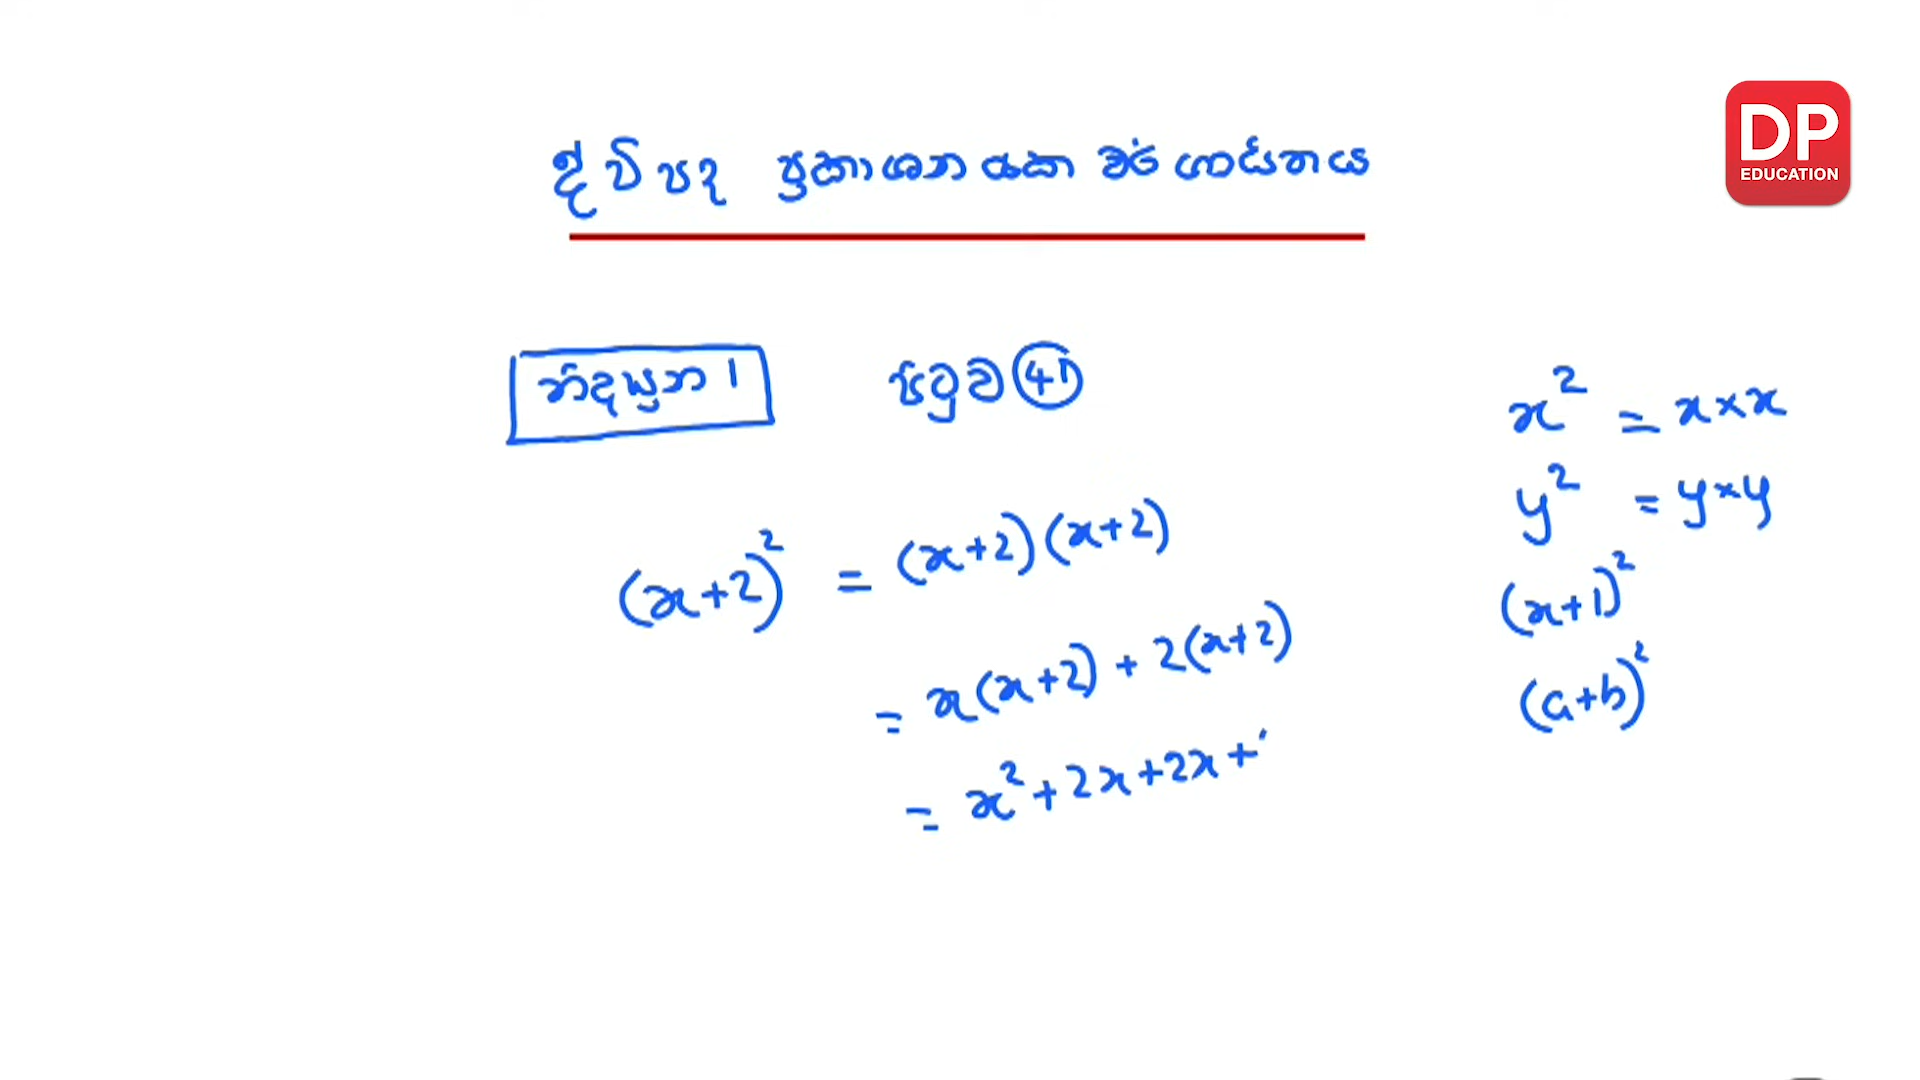 ද්විපද ප්‍රකාශනයක වර්ගායිතය
DP
EDUCATION
නිදසුන 1 පිටුව 41
(x+2)² = (x+2)(x+2)
= x(x+2) + 2(x+2)
= x² + 2x + 2x +
x² = x × x
y² = y × y
(x+1)²
(a+b)²